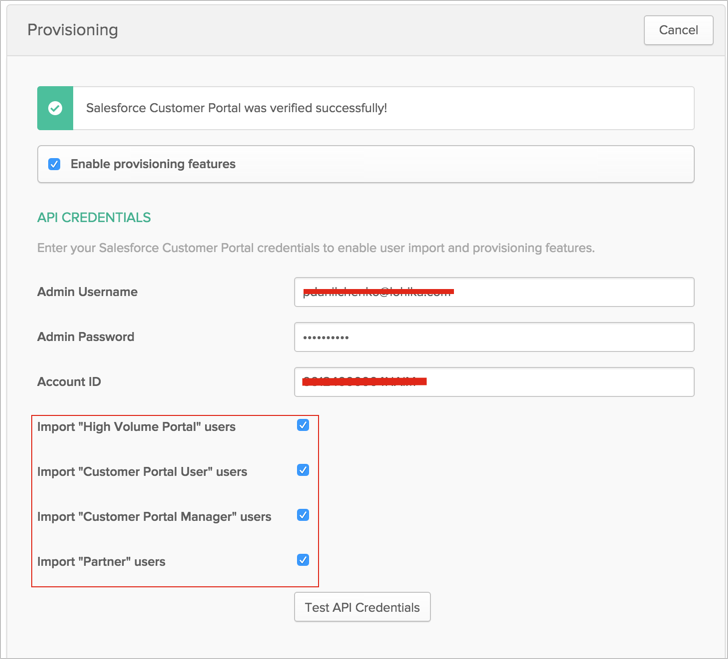 Provisioning
Cancel
Salesforce Customer Portal was verified successfully!
Enable provisioning features
API CREDENTIALS
Enter your Salesforce Customer Portal credentials to enable user import and provisioning features.
Admin Username
Admin Password
••••••••••
Account ID
Import "High Volume Portal" users
Import "Customer Portal User" users
Import "Customer Portal Manager" users
Import "Partner" users
Test API Credentials